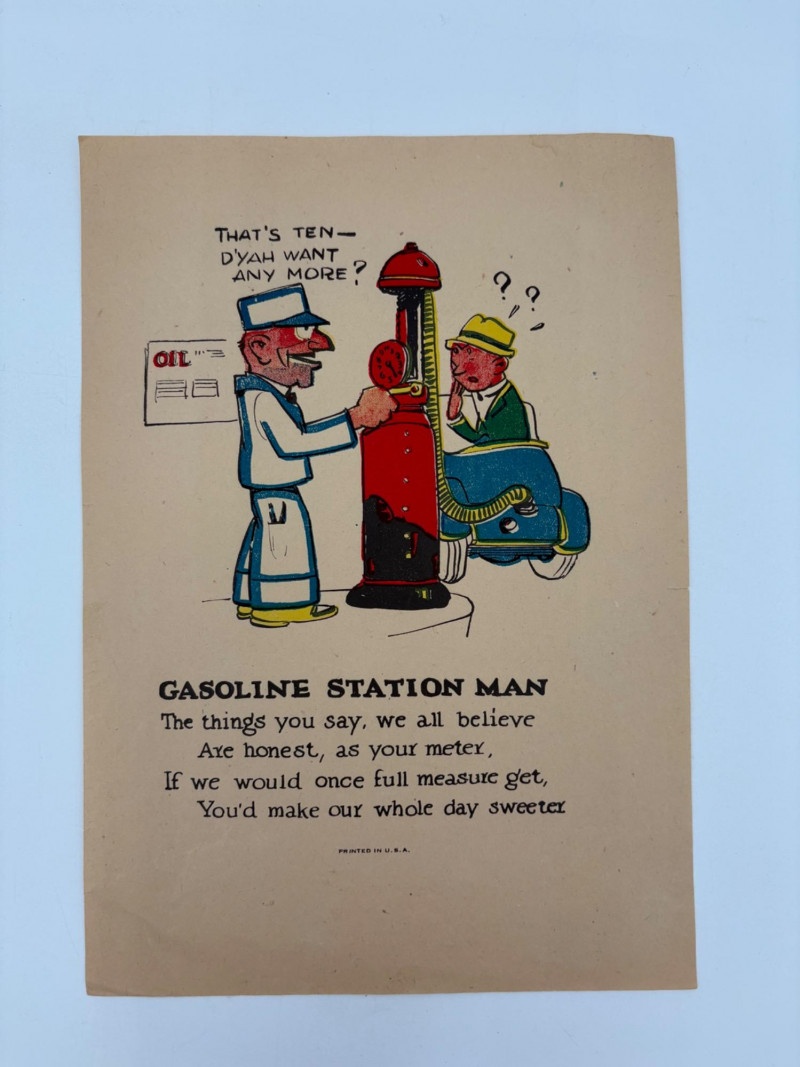 THAT'S TEN—
D'YAH WANT
ANY MORE?
? ?
OIL
GASOLINE STATION MAN
The things you say, we all believe
Are honest, as your meter,
If we would once full measure get,
You'd make our whole day sweeter
PRINTED IN U.S.A.